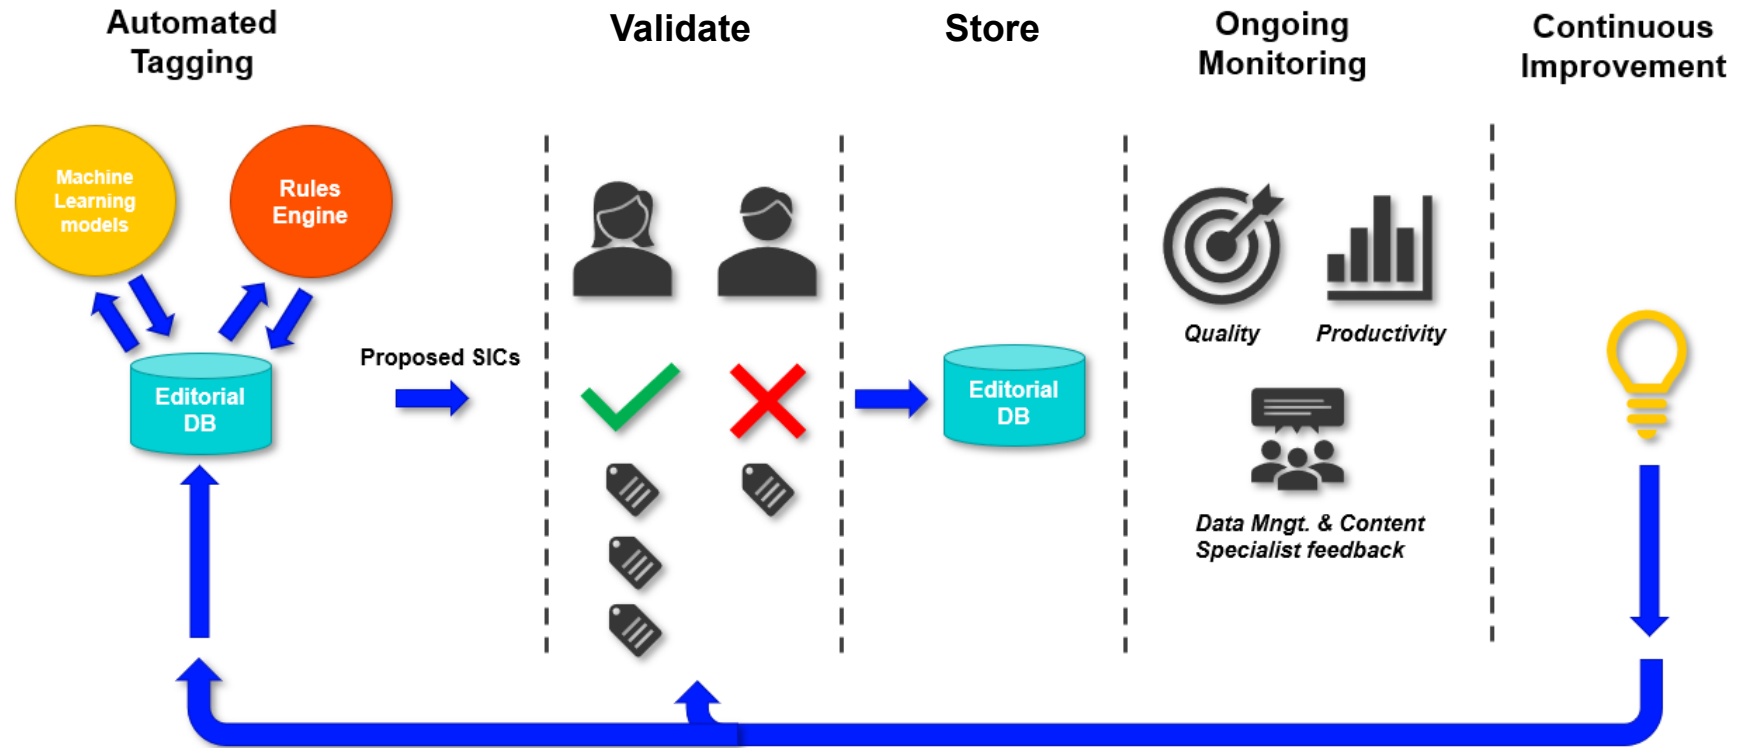 Automated
Tagging
Validate
Store
Ongoing
Monitoring
Continuous
Improvement
Machine
Learning
models
Rules
Engine
Editorial
DB
Proposed SICs
Editorial
DB
Quality
Productivity
Data Mngt. & Content
Specialist feedback